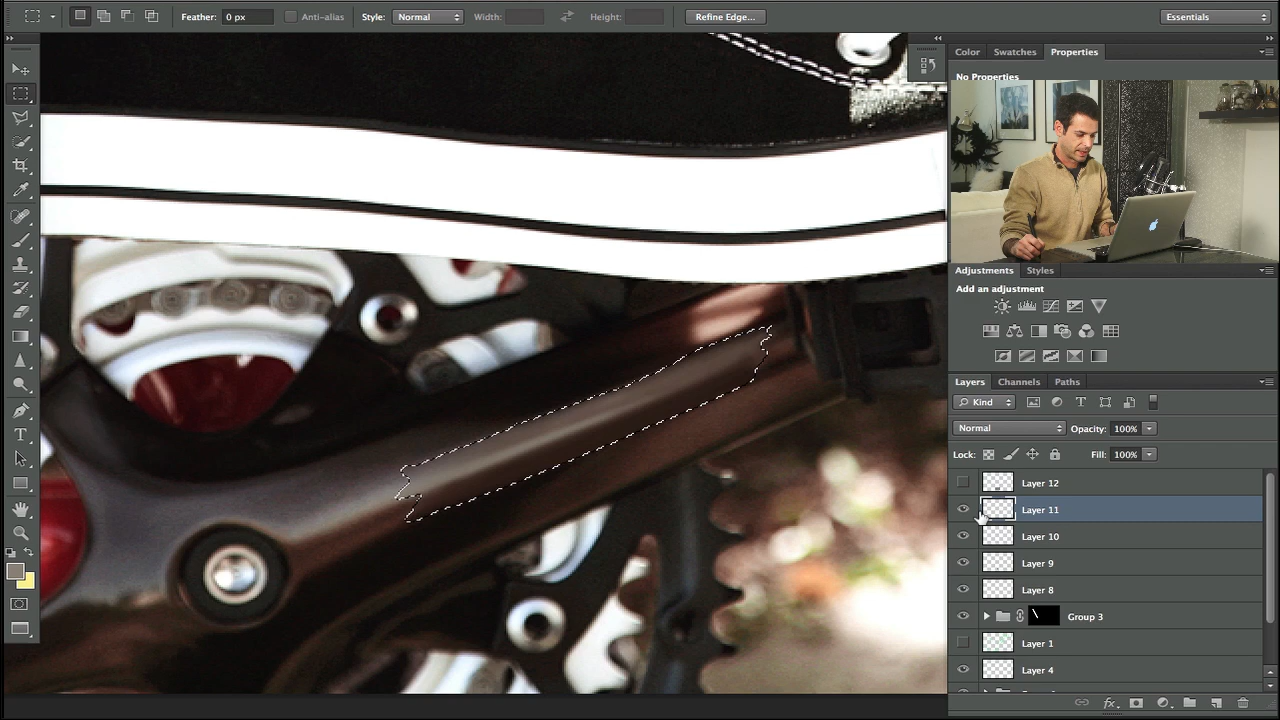 Feather: 0 px Anti-alias Style: Normal Width: Height: Refine Edge... Essentials
Color Swatches Properties
No Properties
Adjustments Styles
Add an adjustment
Layers Channels Paths
Kind T
Normal Opacity: 100%
Lock: Fill: 100%
Layer 12
Layer 11
Layer 10
Layer 9
Layer 8
Group 3
Layer 1
Layer 4
fx
T